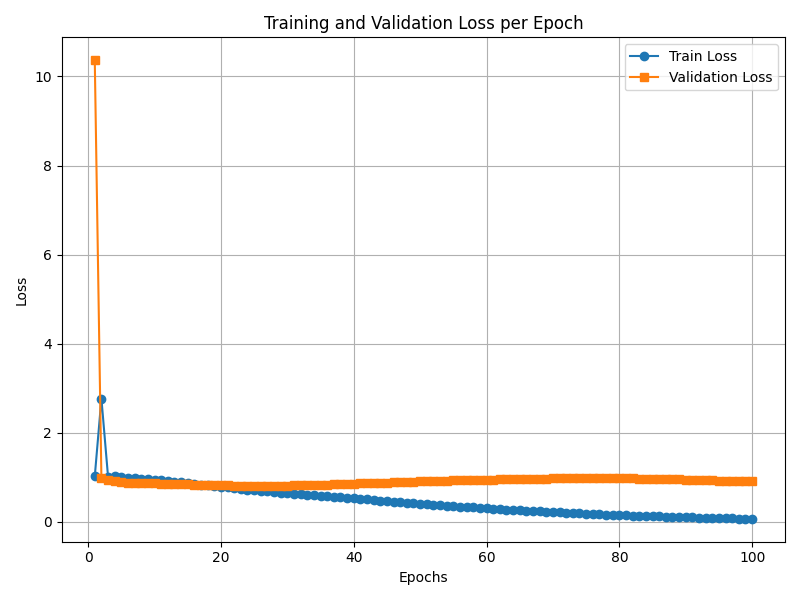 Training and Validation Loss per Epoch
Train Loss
Validation Loss
10
8
6
4
2
0
Loss
0 20 40 60 80 100
Epochs